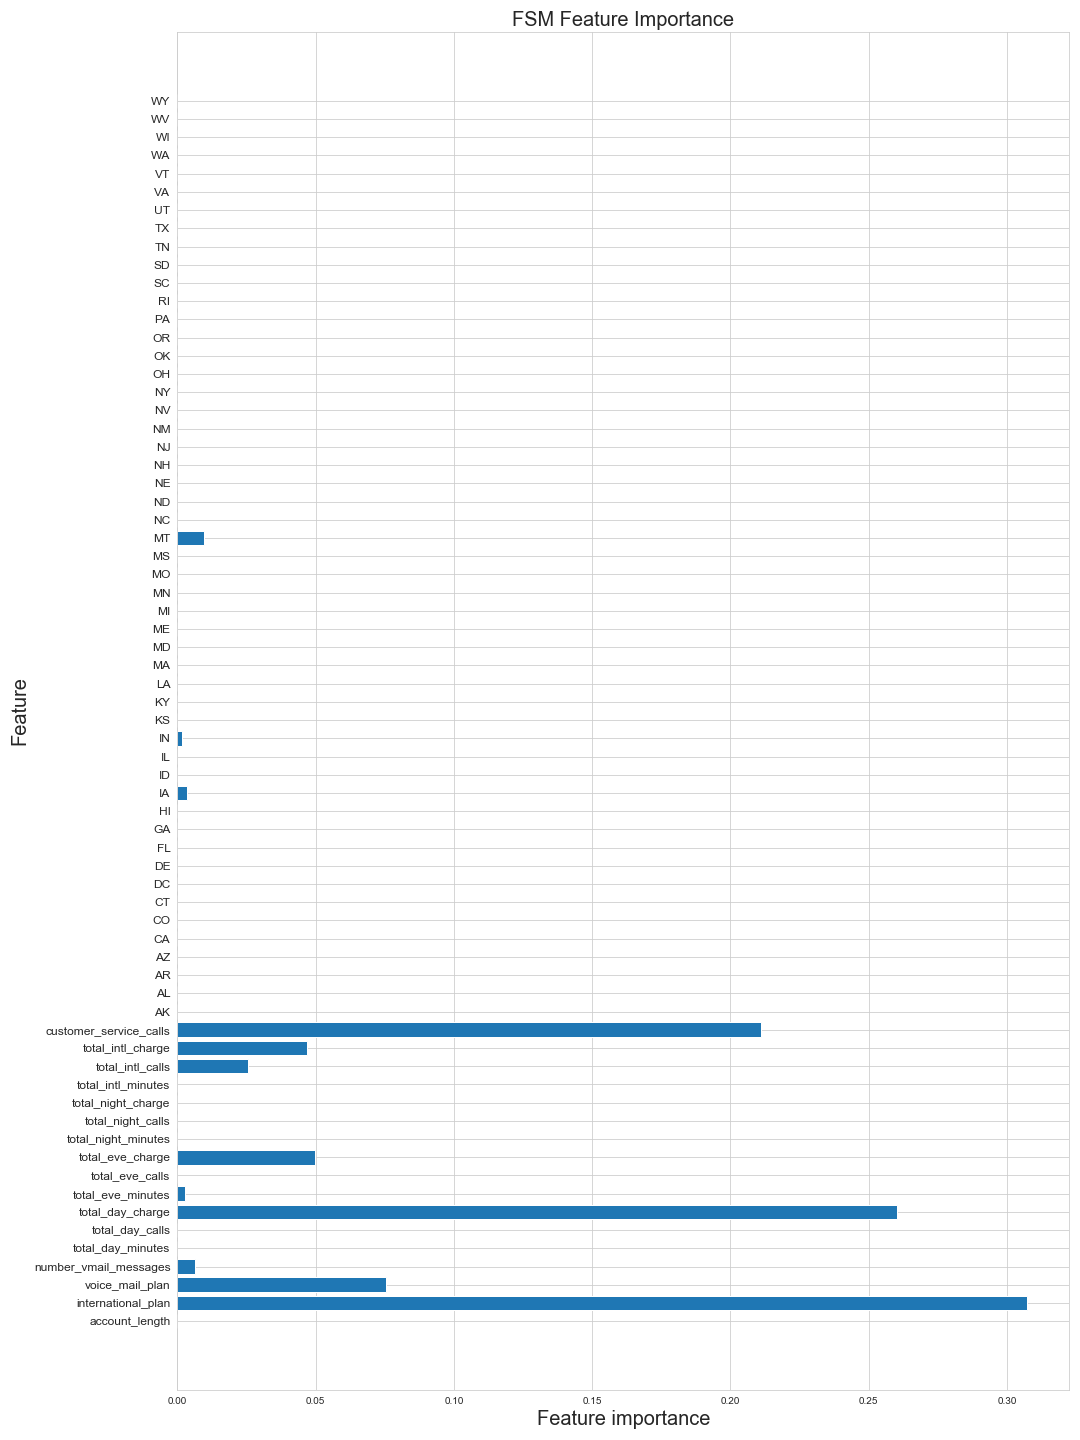 FSM Feature Importance
WY
WV
WI
WA
VT
VA
UT
TX
TN
SD
SC
RI
PA
OR
OK
OH
NY
NV
NM
NJ
NH
NE
ND
NC
MT
MS
MO
MN
MI
ME
MD
MA
LA
KY
KS
IN
IL
ID
IA
HI
GA
FL
DE
DC
CT
CO
CA
AZ
AR
AL
AK
customer_service_calls
total_intl_charge
total_intl_calls
total_intl_minutes
total_night_charge
total_night_calls
total_night_minutes
total_eve_charge
total_eve_calls
total_eve_minutes
total_day_charge
total_day_calls
total_day_minutes
number_vmail_messages
voice_mail_plan
international_plan
account_length
Feature
0.00 0.05 0.10 0.15 0.20 0.25 0.30
Feature importance